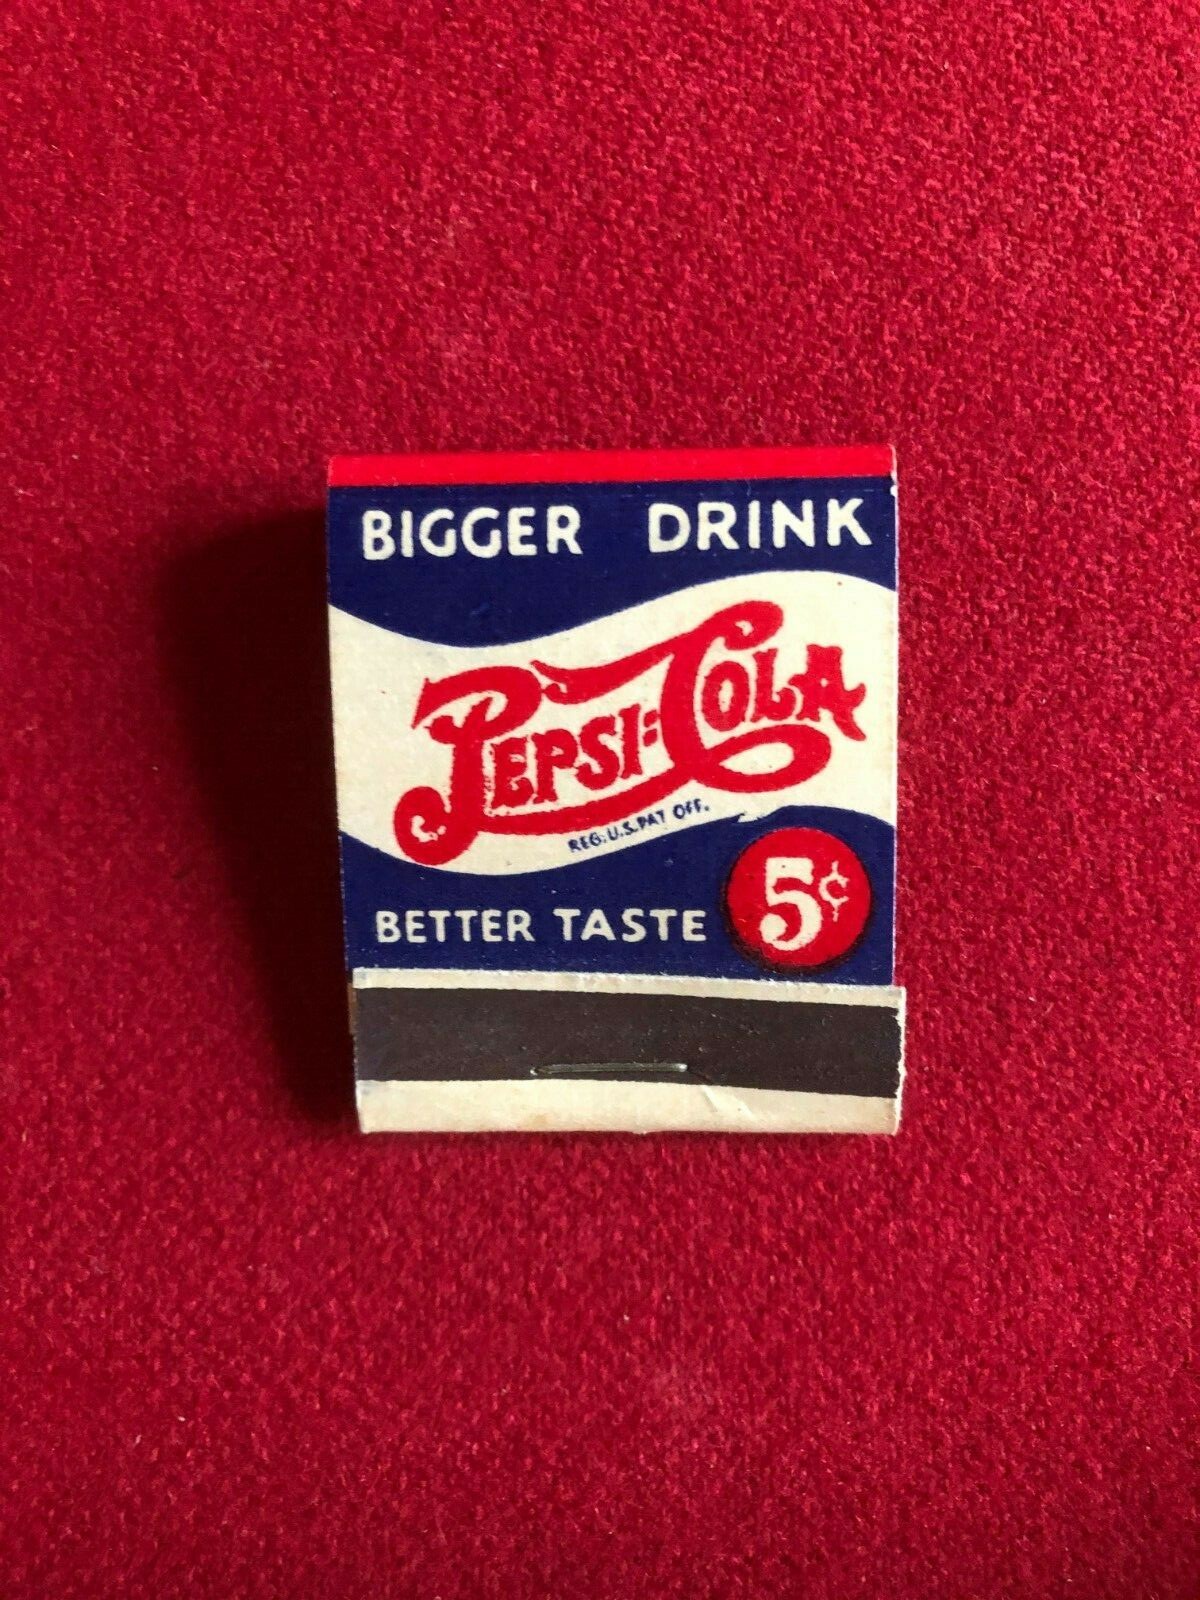 BIGGER DRINK
PEPSI=COLA
REG. U.S. PAT OFF.
BETTER TASTE 5¢